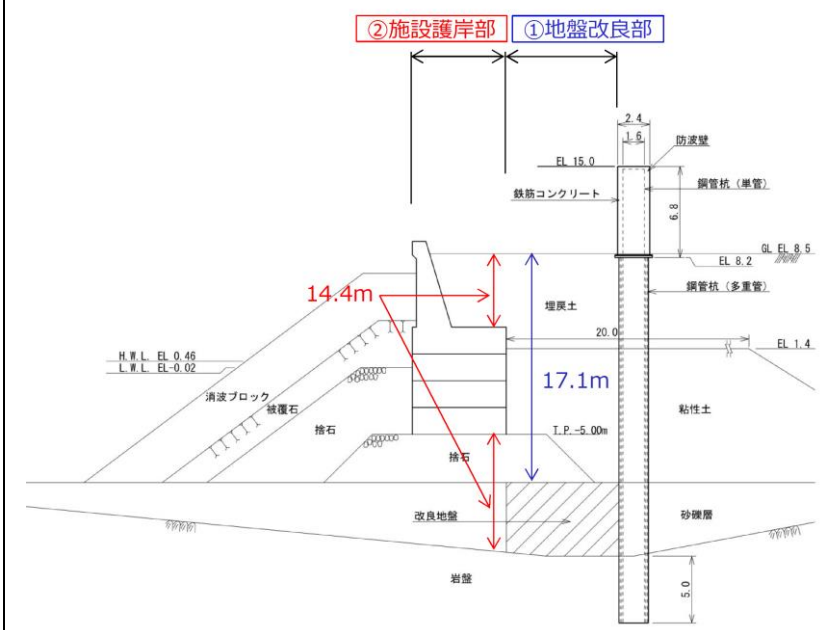 ②施設護岸部
①地盤改良部
2.4
1.6
防波壁
EL 15.0
鋼管杭（単管）
鉄筋コンクリート
6.8
GL EL 8.5
EL 8.2
鋼管杭（多重管）
14.4m
埋戻土
20.0
EL 1.4
H.W.L. EL 0.46
L.W.L. EL-0.02
17.1m
消波ブロック
被覆石
粘性土
捨石
T.P.-5.00m
捨石
改良地盤
砂礫層
岩盤
5.0